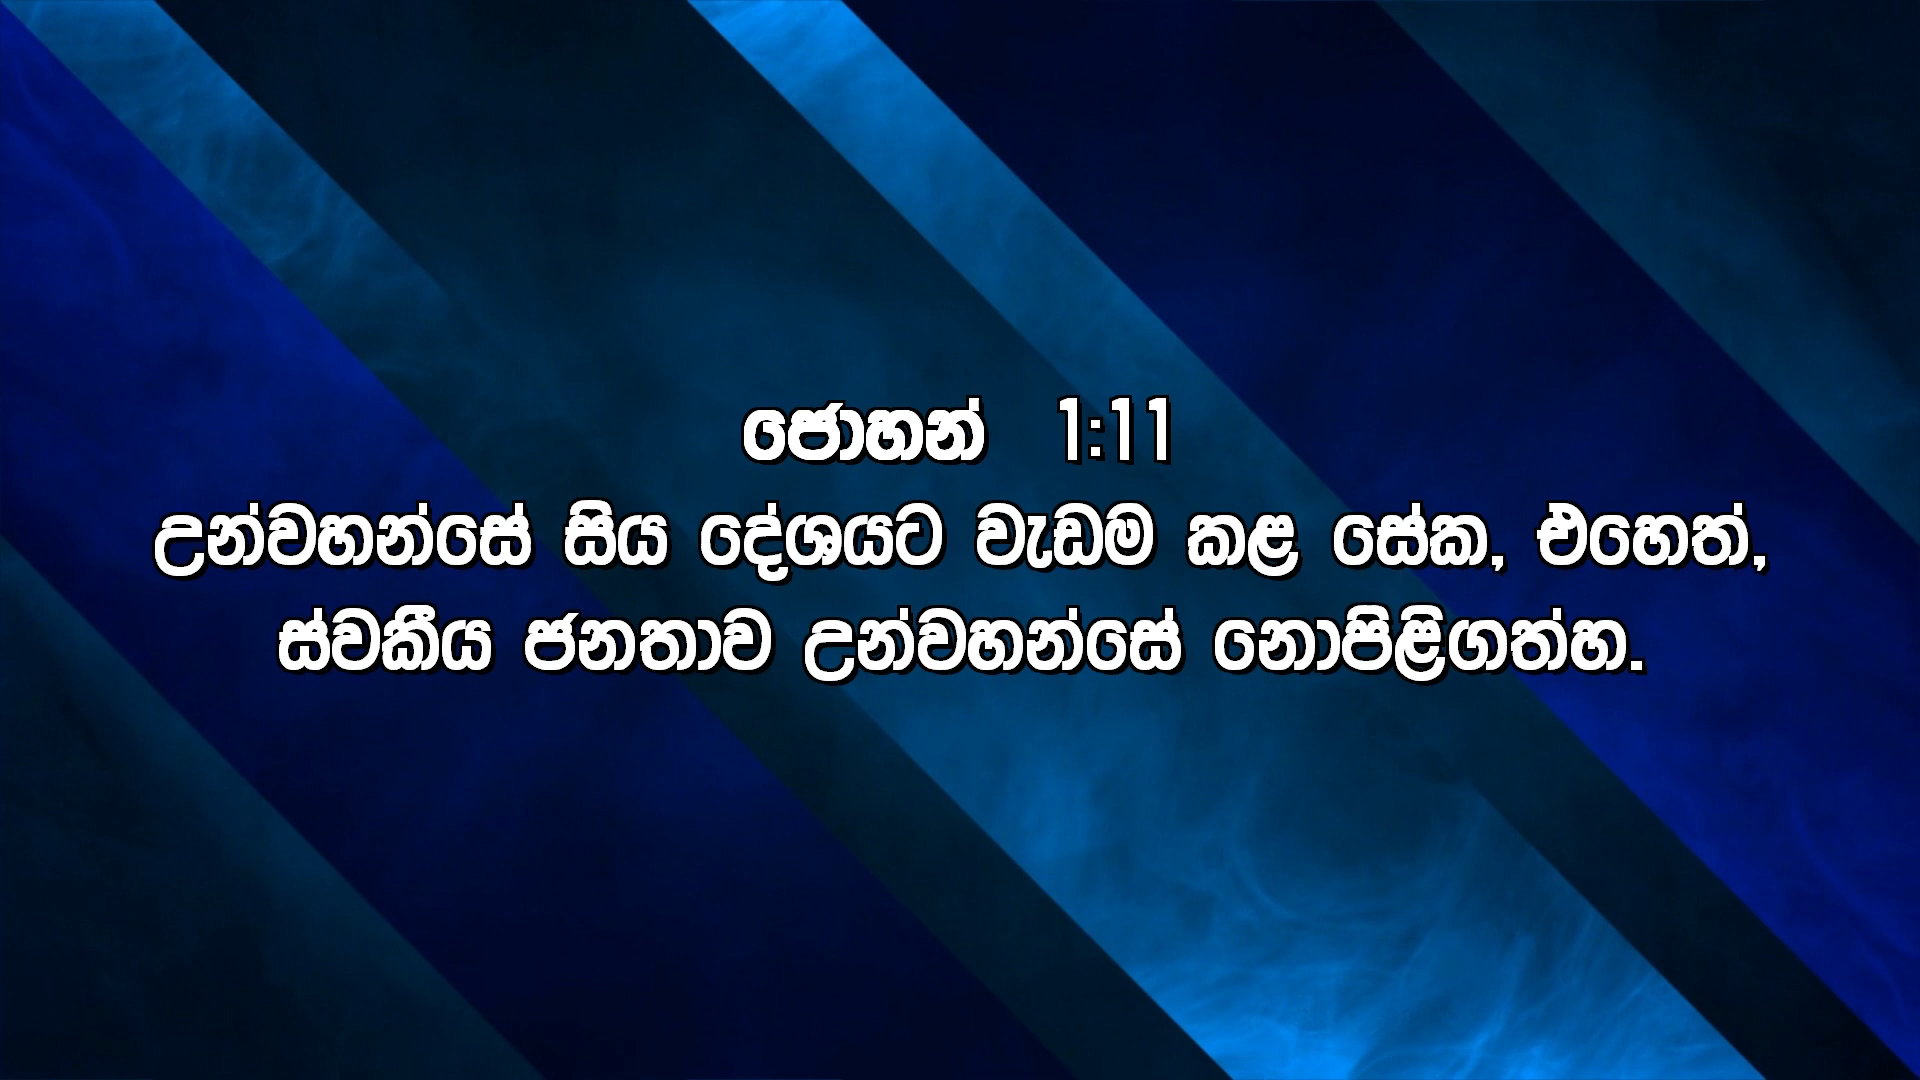 ජොහන් 1:11
උන්වහන්සේ සිය දේශයට වැඩම කළ සේක, එහෙත්,
ස්වකීය ජනතාව උන්වහන්සේ නොපිළිගත්හ.